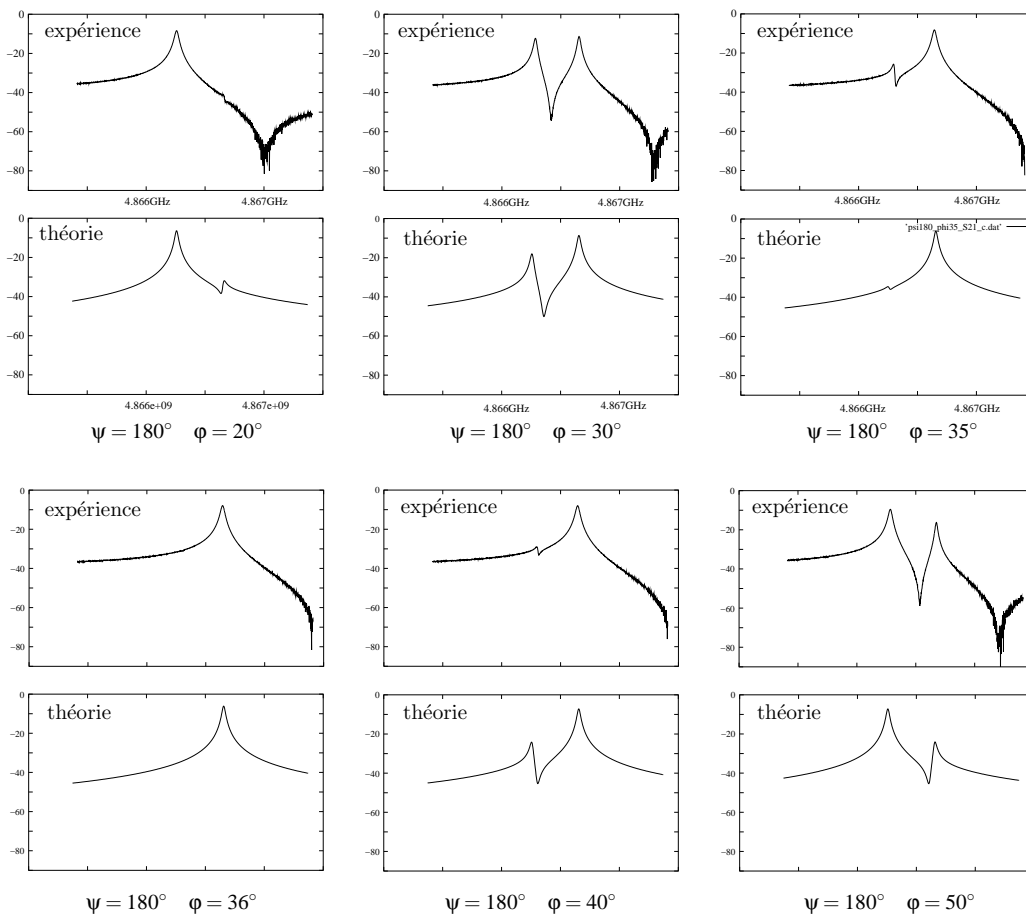 0
−20
−40
−60
−80
expérience
4.866GHz
4.867GHz
0
−20
−40
−60
−80
expérience
4.866GHz
4.867GHz
0
−20
−40
−60
−80
expérience
4.866GHz
4.867GHz
0
−20
−40
−60
−80
théorie
4.866e+09
4.867e+09
ψ = 180° φ = 20°
0
−20
−40
−60
−80
théorie
4.866GHz
4.867GHz
ψ = 180° φ = 30°
0
−20
−40
−60
−80
théorie
'psi180_phi35_S21_c.dat'
4.866GHz
4.867GHz
ψ = 180° φ = 35°
0
−20
−40
−60
−80
expérience
0
−20
−40
−60
−80
expérience
0
−20
−40
−60
−80
expérience
0
−20
−40
−60
−80
théorie
ψ = 180° φ = 36°
0
−20
−40
−60
−80
théorie
ψ = 180° φ = 40°
0
−20
−40
−60
−80
théorie
ψ = 180° φ = 50°